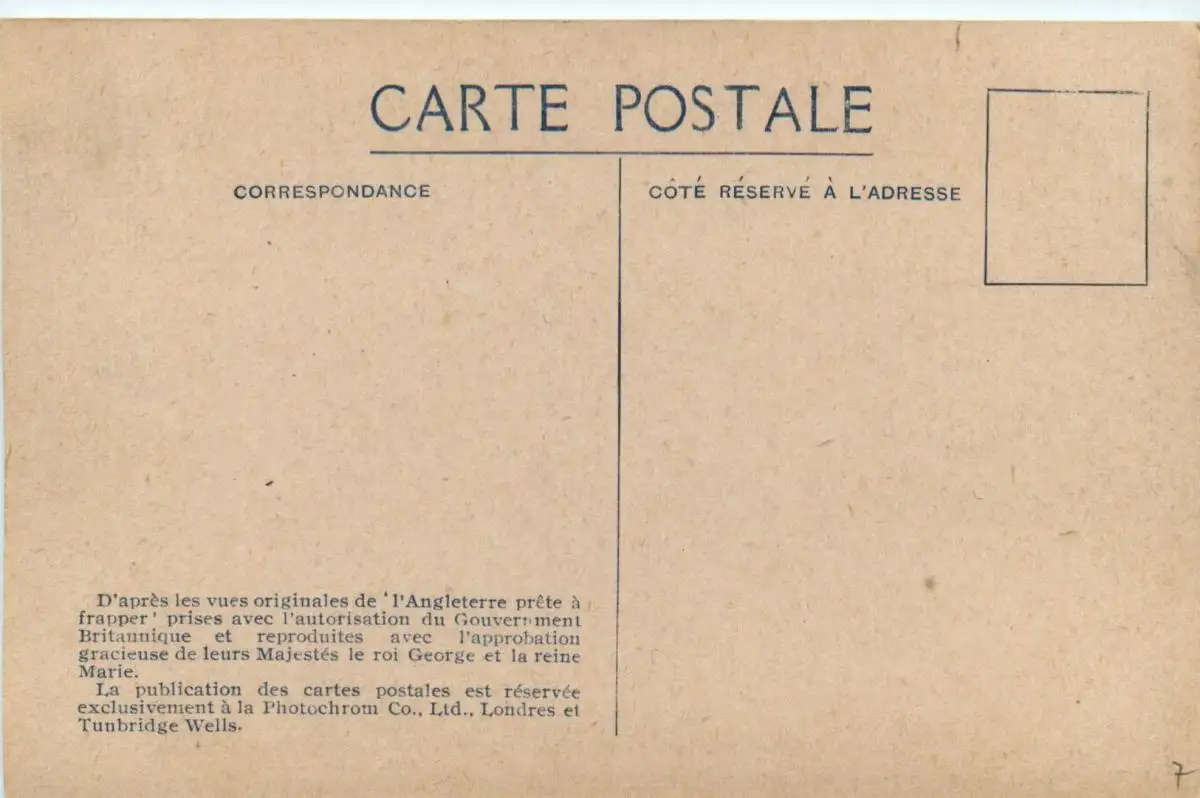 CARTE POSTALE
CORRESPONDANCE
CÔTÉ RÉSERVÉ À L'ADRESSE
D'après les vues originales de 'l'Angleterre prête à
frapper' prises avec l'autorisation du Gouvernment
Britannique et reproduites avec l'approbation
gracieuse de leurs Majestés le roi George et la reine
Marie.
La publication des cartes postales est réservée
exclusivement à la Photochrom Co., Ltd., Londres et
Tunbridge Wells.
7